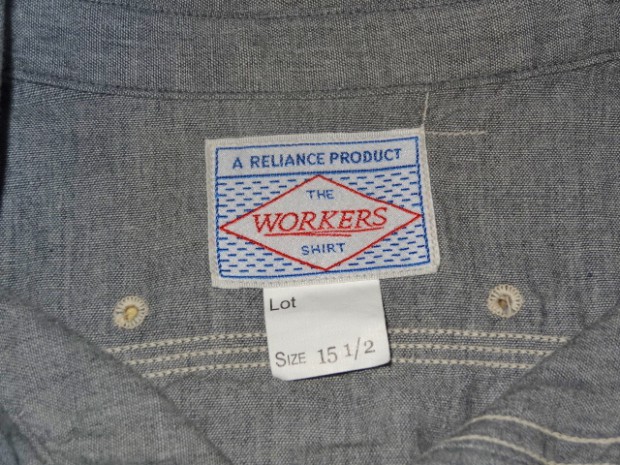 A RELIANCE PRODUCT
THE
WORKERS
SHIRT
Lot
SIZE 15 1/2